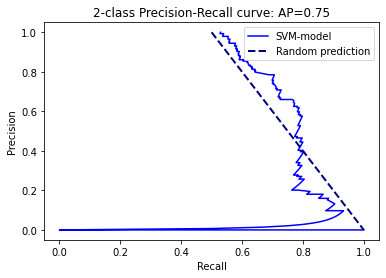 2-class Precision-Recall curve: AP=0.75
SVM-model
Random prediction
1.0
0.8
0.6
0.4
0.2
0.0
Precision
0.0 0.2 0.4 0.6 0.8 1.0
Recall